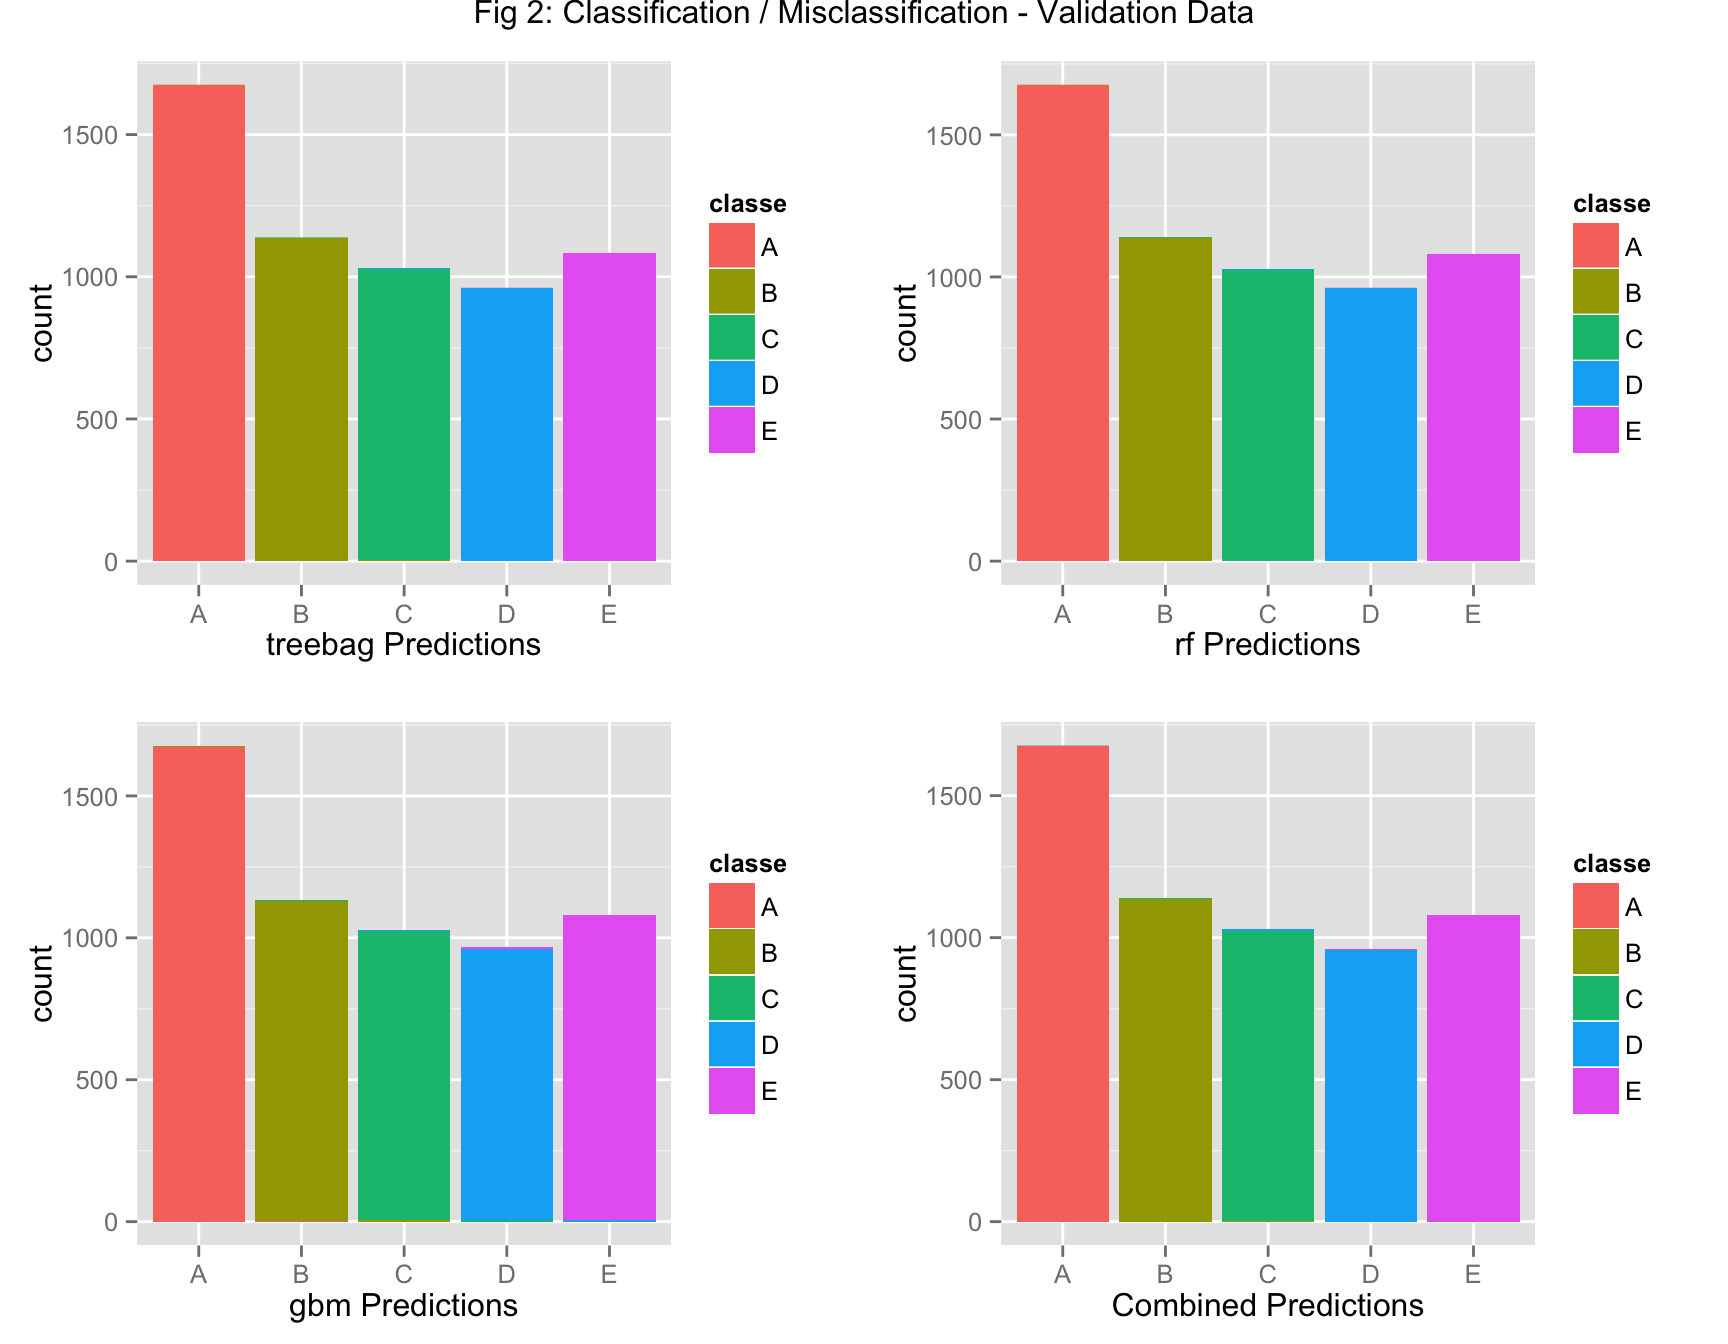 Fig 2: Classification / Misclassification - Validation Data
1500
1000
500
0
count
A B C D E
treebag Predictions
classe
A
B
C
D
E
1500
1000
500
0
count
A B C D E
rf Predictions
classe
A
B
C
D
E
1500
1000
500
0
count
A B C D E
gbm Predictions
classe
A
B
C
D
E
1500
1000
500
0
count
A B C D E
Combined Predictions
classe
A
B
C
D
E